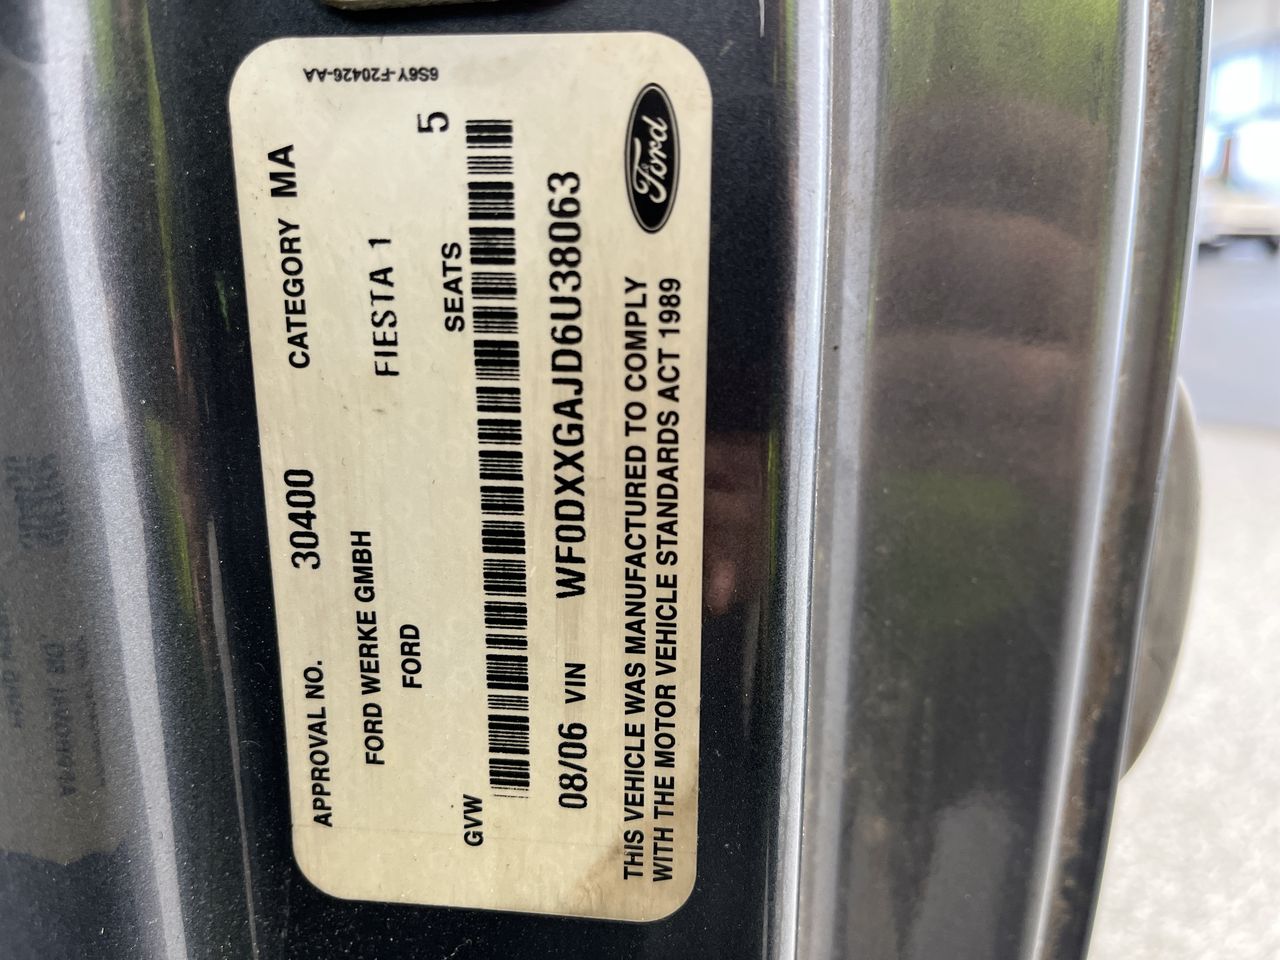 6S6Y-F20426-AA
APPROVAL NO. 30400 CATEGORY MA
FORD WERKE GMBH FIESTA 1
FORD 5
GVW SEATS
08/06 VIN WF0DXXGAJD6U38063
THIS VEHICLE WAS MANUFACTURED TO COMPLY
WITH THE MOTOR VEHICLE STANDARDS ACT 1989
Ford